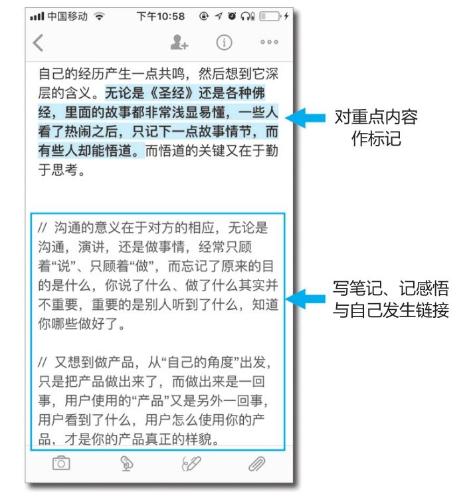 中国移动
下午10:58
自己的经历产生一点共鸣，然后想到它深
层的含义。无论是《圣经》还是各种佛
经，里面的故事都非常浅显易懂，一些人
看了热闹之后，只记下一点故事情节，而
有些人却能悟道。而悟道的关键又在于勤
于思考。
对重点内容
作标记
// 沟通的意义在于对方的相应，无论是
沟通，演讲，还是做事情，经常只顾
着“说”、只顾着“做”，而忘记了原来的目
的是什么，你说了什么、做了什么其实并
不重要，重要的是别人听到了什么，知道
你哪些做好了。
写笔记、记感悟
与自己发生链接
// 又想到做产品，从“自己的角度”出发，
只是把产品做出来了，而做出来是一回
事，用户使用的“产品”又是另外一回事，
用户看到了什么，用户怎么使用你的产
品，才是你的产品真正的样貌。